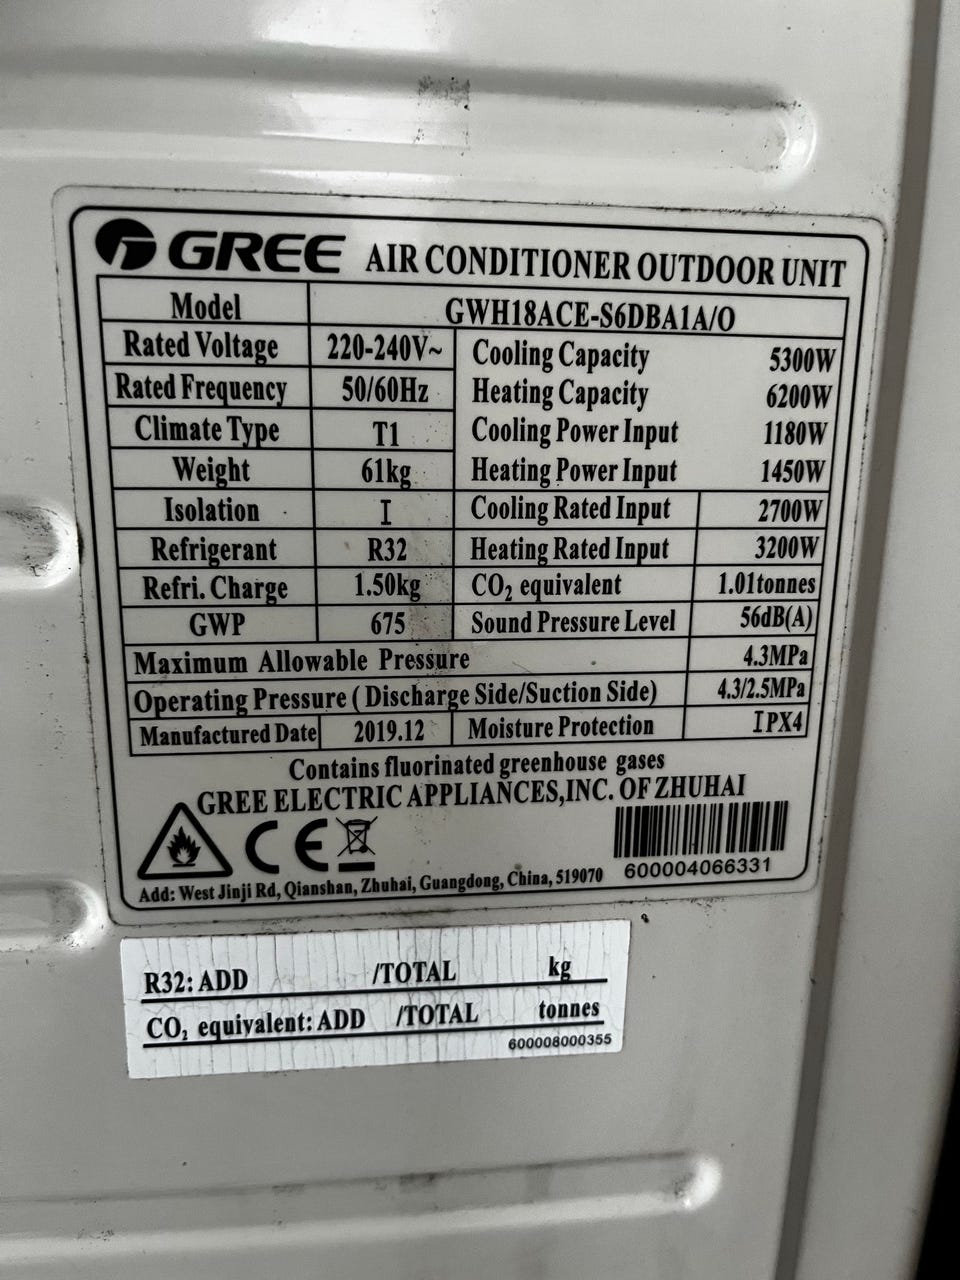 GREE AIR CONDITIONER OUTDOOR UNIT
Model GWH18ACE-S6DBA1A/O
Rated Voltage 220-240V~ Cooling Capacity 5300W
Rated Frequency 50/60Hz Heating Capacity 6200W
Climate Type T1 Cooling Power Input 1180W
Weight 61kg Heating Power Input 1450W
Isolation I Cooling Rated Input 2700W
Refrigerant R32 Heating Rated Input 3200W
Refri. Charge 1.50kg CO₂ equivalent 1.01tonnes
GWP 675 Sound Pressure Level 56dB(A)
Maximum Allowable Pressure 4.3MPa
Operating Pressure ( Discharge Side/Suction Side) 4.3/2.5MPa
Manufactured Date 2019.12 Moisture Protection IPX4
Contains fluorinated greenhouse gases
GREE ELECTRIC APPLIANCES,INC. OF ZHUHAI
CE
600004066331
Add: West Jinji Rd, Qianshan, Zhuhai, Guangdong, China, 519070
R32: ADD /TOTAL kg
CO₂ equivalent: ADD /TOTAL tonnes
600008000355